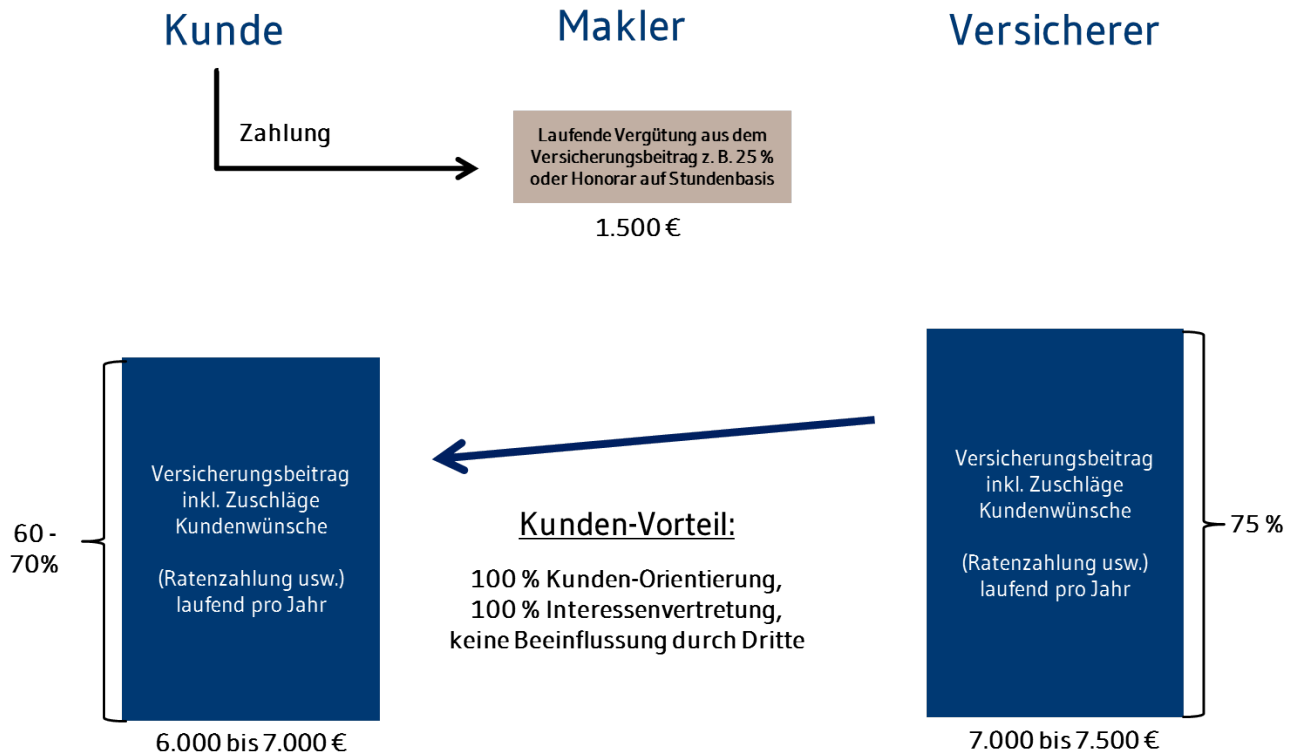 Kunde
Makler
Versicherer
Zahlung
Laufende Vergütung aus dem
Versicherungsbeitrag z. B. 25 %
oder Honorar auf Stundenbasis
1.500 €
60 -
70%
Versicherungsbeitrag
inkl. Zuschläge
Kundenwünsche
(Ratenzahlung usw.)
laufend pro Jahr
6.000 bis 7.000 €
Kunden-Vorteil:
100 % Kunden-Orientierung,
100 % Interessenvertretung,
keine Beeinflussung durch Dritte
Versicherungsbeitrag
inkl. Zuschläge
Kundenwünsche
(Ratenzahlung usw.)
laufend pro Jahr
75 %
7.000 bis 7.500 €